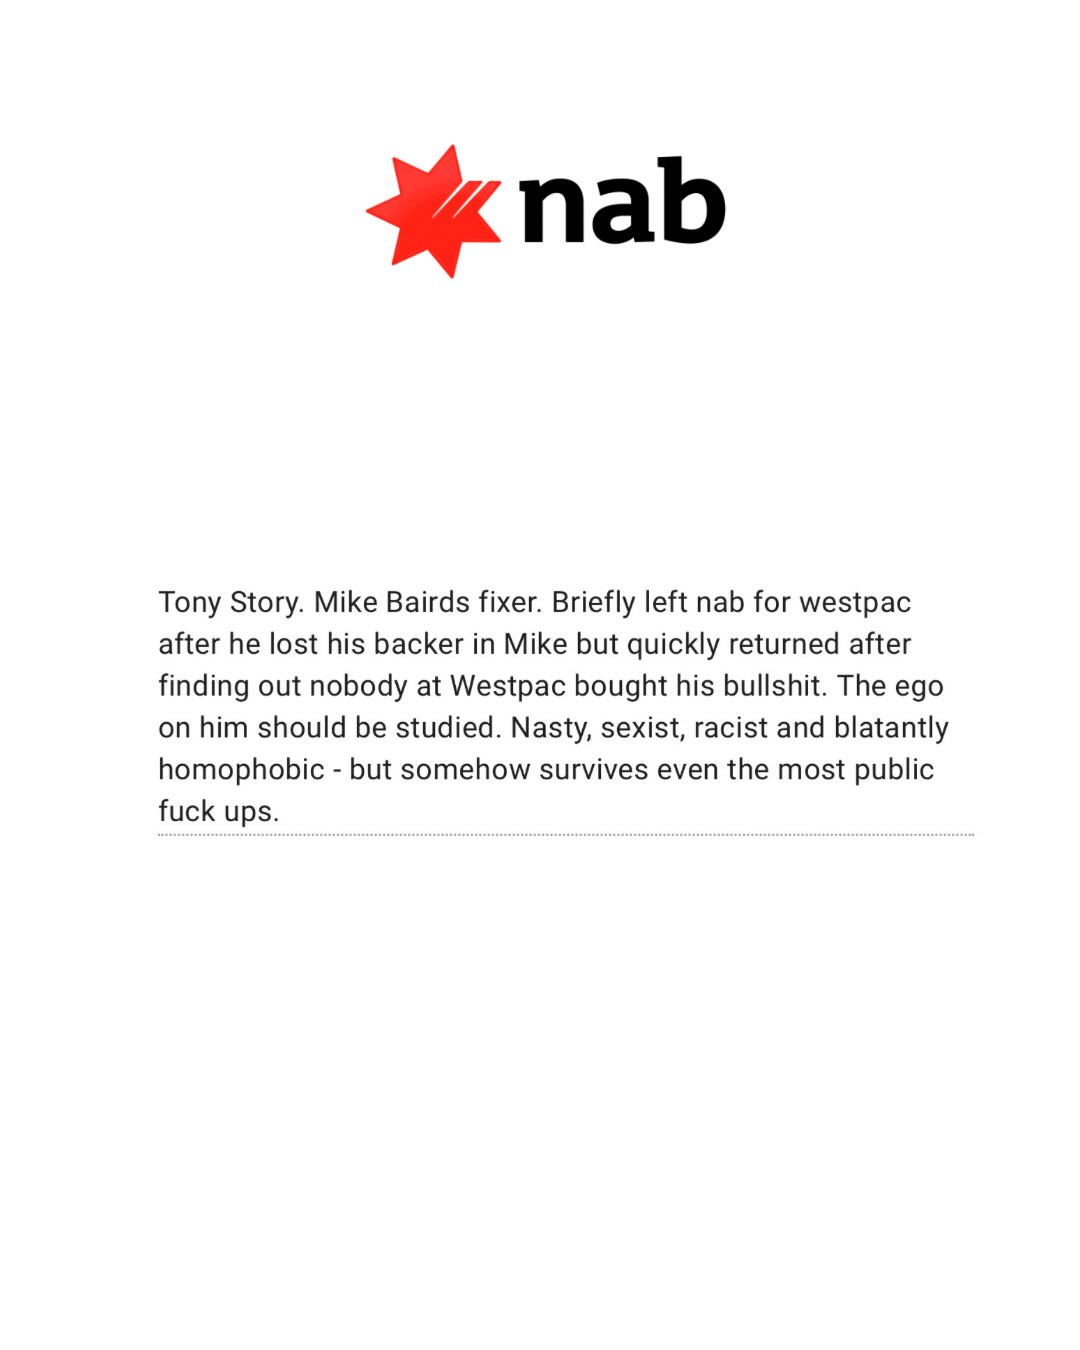 nab
Tony Story. Mike Bairds fixer. Briefly left nab for westpac
after he lost his backer in Mike but quickly returned after
finding out nobody at Westpac bought his bullshit. The ego
on him should be studied. Nasty, sexist, racist and blatantly
homophobic - but somehow survives even the most public
fuck ups.